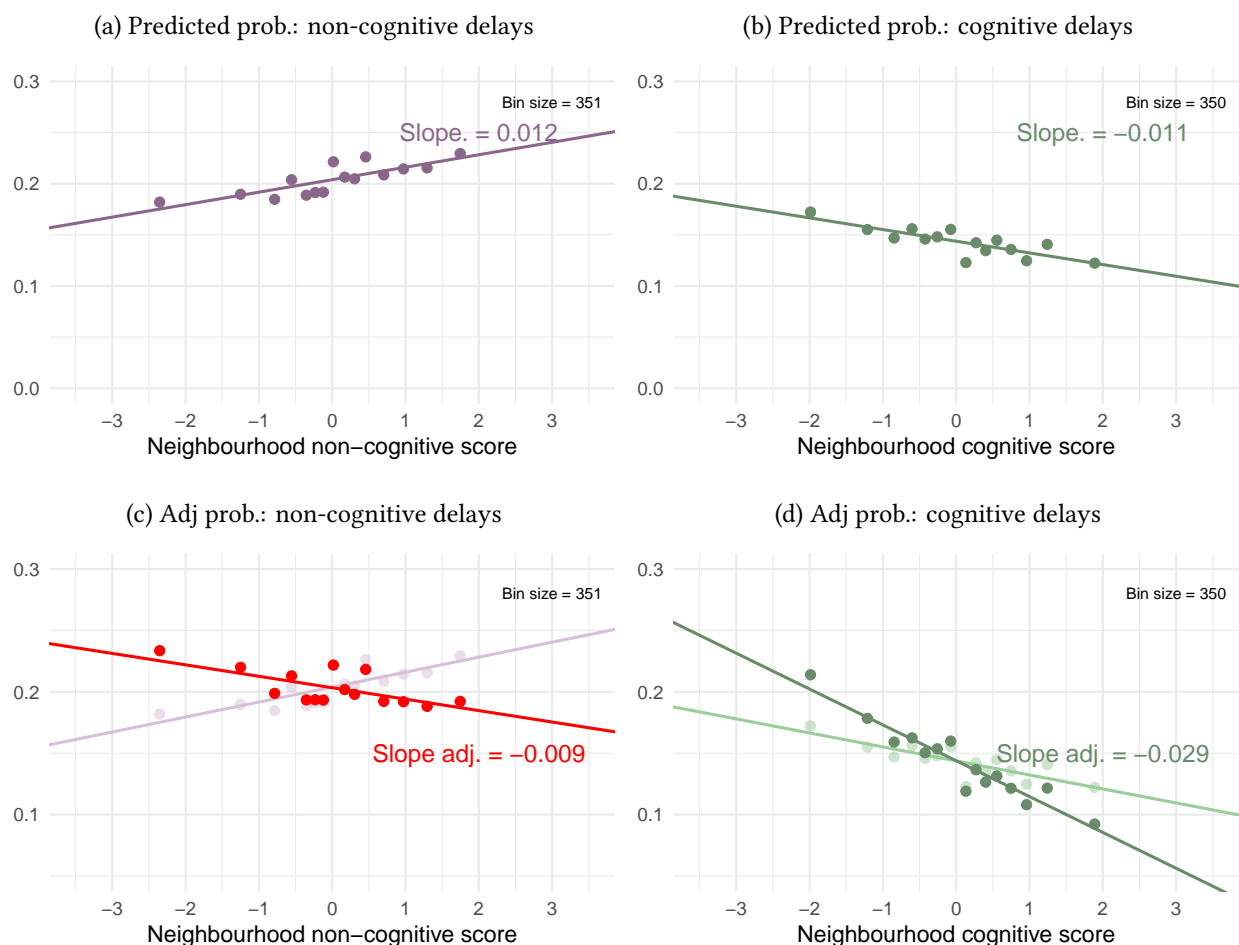 (a) Predicted prob.: non-cognitive delays
(b) Predicted prob.: cognitive delays
0.3
0.2
0.1
0.0
Bin size = 351
Slope. = 0.012
−3 −2 −1 0 1 2 3
Neighbourhood non−cognitive score
0.3
0.2
0.1
0.0
Bin size = 350
Slope. = −0.011
−3 −2 −1 0 1 2 3
Neighbourhood cognitive score
(c) Adj prob.: non-cognitive delays
(d) Adj prob.: cognitive delays
0.3
0.2
0.1
Bin size = 351
Slope adj. = −0.009
−3 −2 −1 0 1 2 3
Neighbourhood non−cognitive score
0.3
0.2
0.1
Bin size = 350
Slope adj. = −0.029
−3 −2 −1 0 1 2 3
Neighbourhood cognitive score